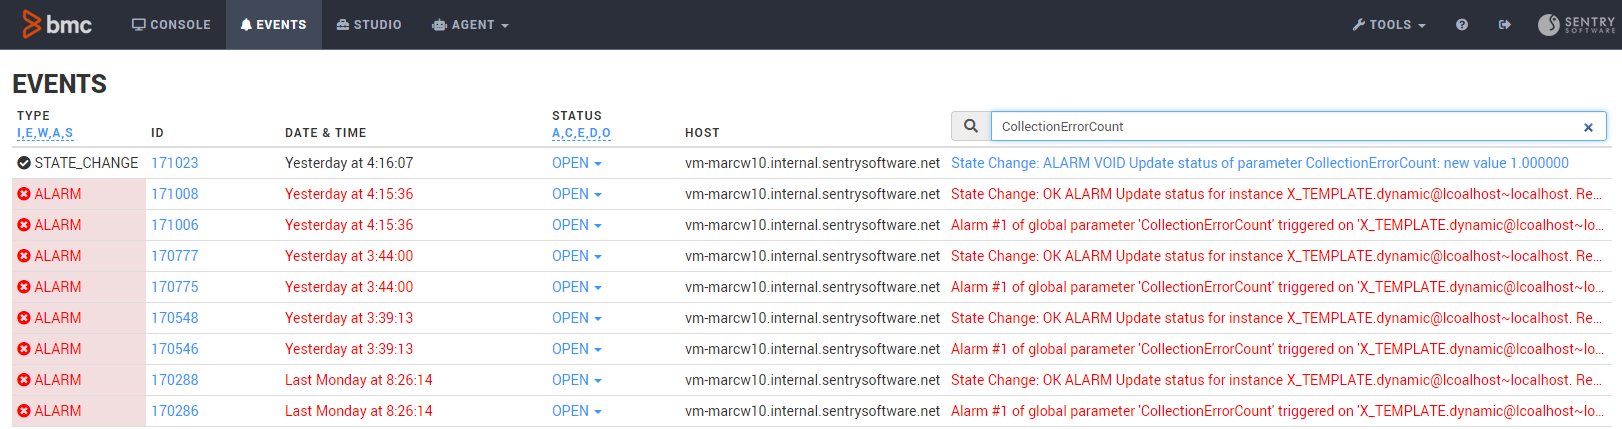 bmc CONSOLE EVENTS STUDIO AGENT TOOLS SENTRY SOFTWARE
EVENTS
TYPE STATUS
I,E,W,A,S ID DATE & TIME A,C,E,D,O HOST CollectionErrorCount
STATE_CHANGE 171023 Yesterday at 4:16:07 OPEN vm-marcw10.internal.sentrysoftware.net State Change: ALARM VOID Update status of parameter CollectionErrorCount: new value 1.000000
ALARM 171008 Yesterday at 4:15:36 OPEN vm-marcw10.internal.sentrysoftware.net State Change: OK ALARM Update status for instance X_TEMPLATE.dynamic@lcoalhost~localhost. Re...
ALARM 171006 Yesterday at 4:15:36 OPEN vm-marcw10.internal.sentrysoftware.net Alarm #1 of global parameter 'CollectionErrorCount' triggered on 'X_TEMPLATE.dynamic@lcoalhost~lo...
ALARM 170777 Yesterday at 3:44:00 OPEN vm-marcw10.internal.sentrysoftware.net State Change: OK ALARM Update status for instance X_TEMPLATE.dynamic@lcoalhost~localhost. Re...
ALARM 170775 Yesterday at 3:44:00 OPEN vm-marcw10.internal.sentrysoftware.net Alarm #1 of global parameter 'CollectionErrorCount' triggered on 'X_TEMPLATE.dynamic@lcoalhost~lo...
ALARM 170548 Yesterday at 3:39:13 OPEN vm-marcw10.internal.sentrysoftware.net State Change: OK ALARM Update status for instance X_TEMPLATE.dynamic@lcoalhost~localhost. Re...
ALARM 170546 Yesterday at 3:39:13 OPEN vm-marcw10.internal.sentrysoftware.net Alarm #1 of global parameter 'CollectionErrorCount' triggered on 'X_TEMPLATE.dynamic@lcoalhost~lo...
ALARM 170288 Last Monday at 8:26:14 OPEN vm-marcw10.internal.sentrysoftware.net State Change: OK ALARM Update status for instance X_TEMPLATE.dynamic@lcoalhost~localhost. Re...
ALARM 170286 Last Monday at 8:26:14 OPEN vm-marcw10.internal.sentrysoftware.net Alarm #1 of global parameter 'CollectionErrorCount' triggered on 'X_TEMPLATE.dynamic@lcoalhost~lo...